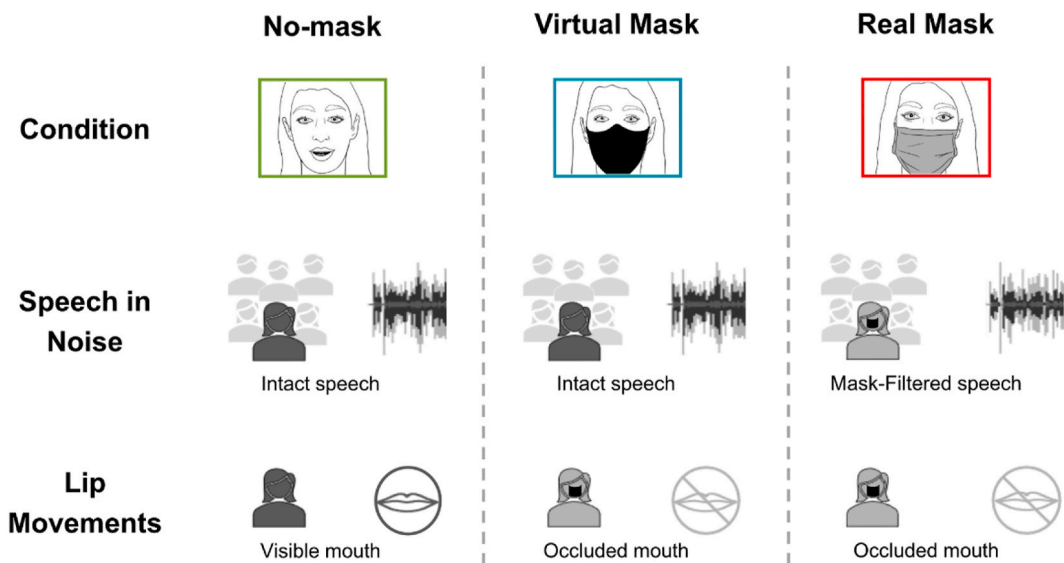 No-mask
Virtual Mask
Real Mask
Condition
Speech in
Noise
Intact speech
Intact speech
Mask-Filtered speech
Lip
Movements
Visible mouth
Occluded mouth
Occluded mouth